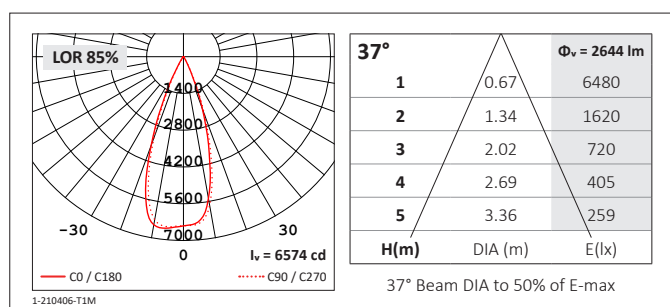 LOR 85%
1400
2800
4200
5600
7000
-30
0
30
Iᵥ = 6574 cd
C0 / C180
C90 / C270
1-210406-T1M
37° Φᵥ = 2644 lm
1 0.67 6480
2 1.34 1620
3 2.02 720
4 2.69 405
5 3.36 259
H(m) DIA (m) E(lx)
37° Beam DIA to 50% of E-max